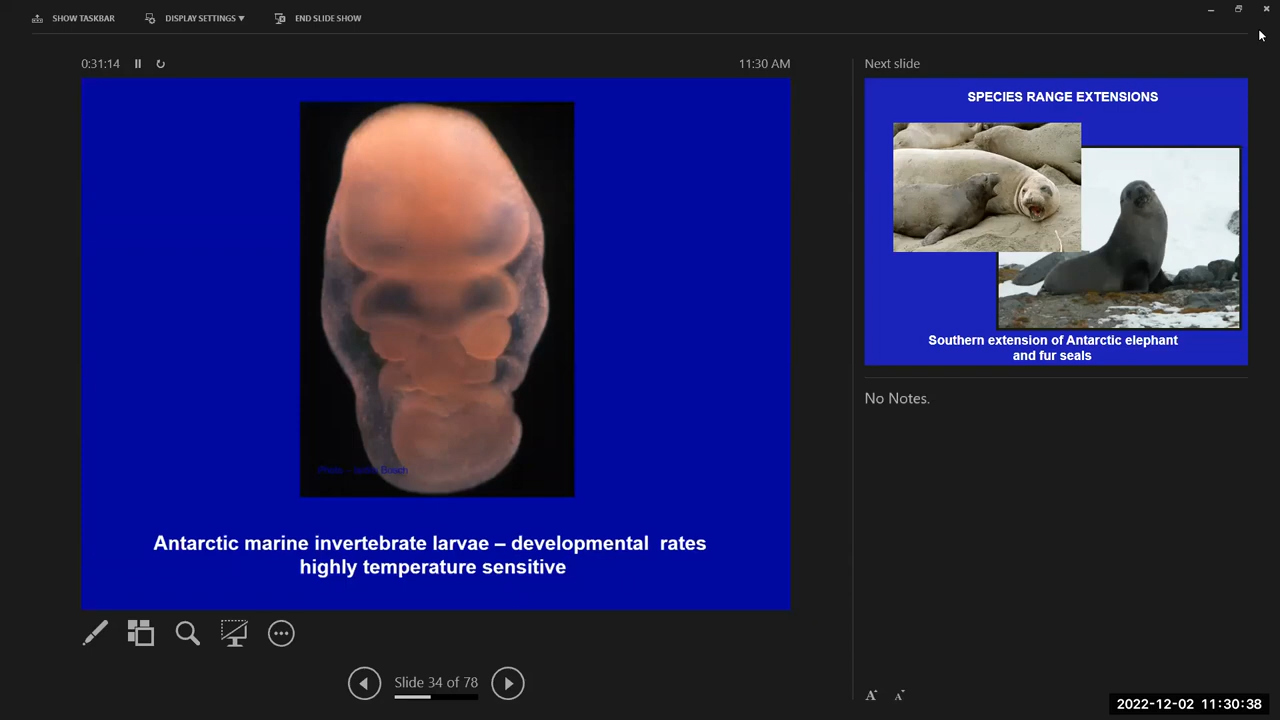 SHOW TASKBAR
DISPLAY SETTINGS ▼
END SLIDE SHOW
0:31:14
11:30 AM
Antarctic marine invertebrate larvae – developmental rates
highly temperature sensitive
Slide 34 of 78
Next slide
SPECIES RANGE EXTENSIONS
Southern extension of Antarctic elephant
and fur seals
No Notes.
A A
2022-12-02 11:30:38
Bosch